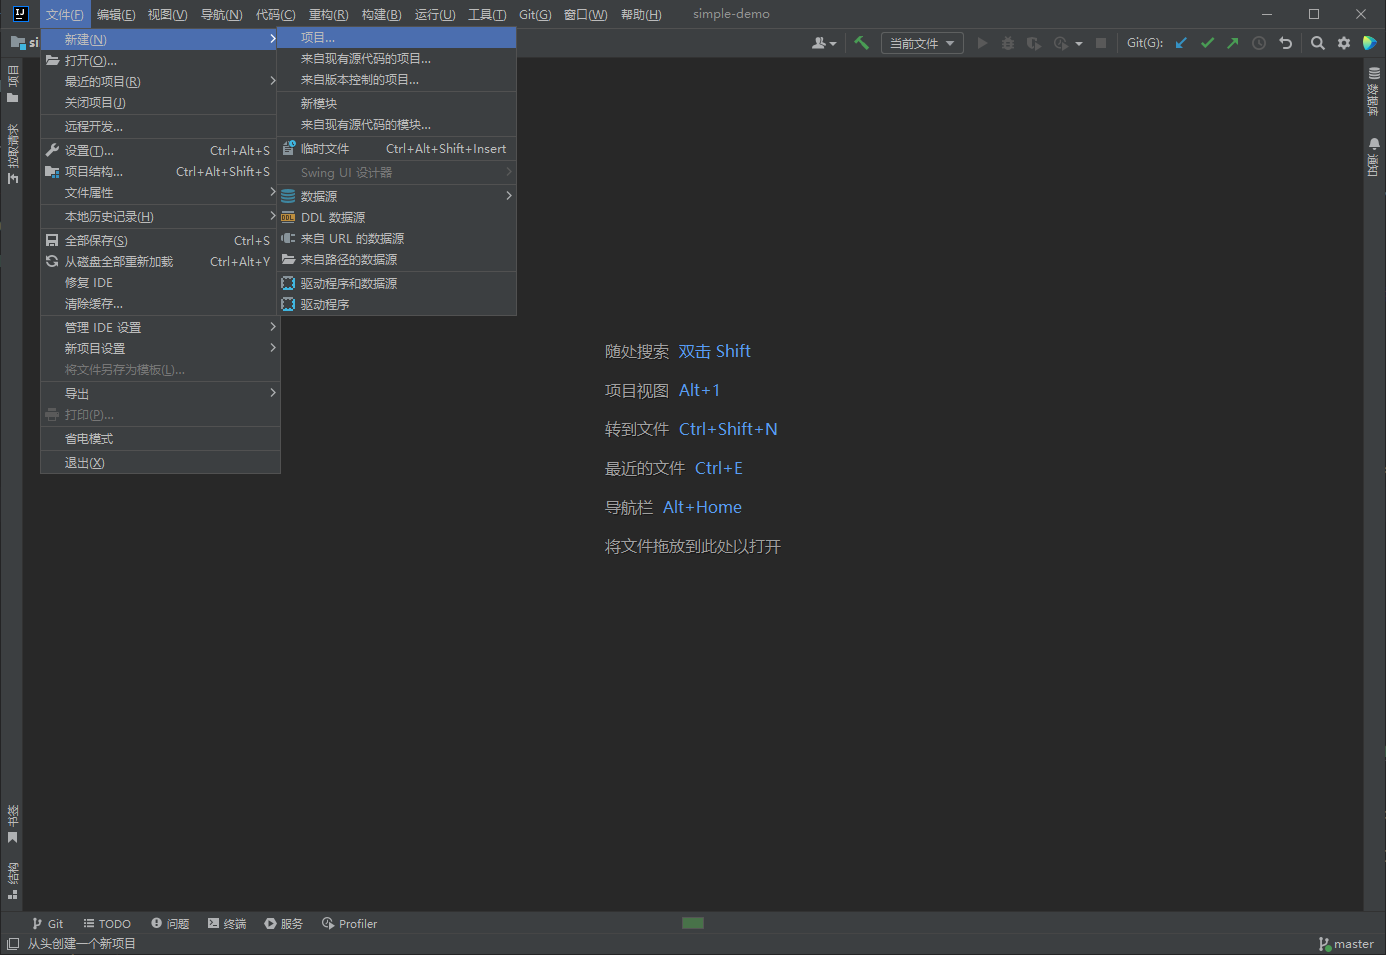 IJ 文件(F) 编辑(E) 视图(V) 导航(N) 代码(C) 重构(R) 构建(B) 运行(U) 工具(T) Git(G) 窗口(W) 帮助(H) simple-demo
si
当前文件
Git(G):
新建(N)
打开(O)...
最近的项目(R)
关闭项目(J)
远程开发...
设置(T)... Ctrl+Alt+S
项目结构... Ctrl+Alt+Shift+S
文件属性
本地历史记录(H)
全部保存(S) Ctrl+S
从磁盘全部重新加载 Ctrl+Alt+Y
修复 IDE
清除缓存...
管理 IDE 设置
新项目设置
将文件另存为模板(L)...
导出
打印(P)...
省电模式
退出(X)
项目...
来自现有源代码的项目...
来自版本控制的项目...
新模块
来自现有源代码的模块...
临时文件 Ctrl+Alt+Shift+Insert
Swing UI 设计器
数据源
DDL 数据源
来自 URL 的数据源
来自路径的数据源
驱动程序和数据源
驱动程序
项目
拉取请求
书签
结构
数据库
通知
随处搜索 双击 Shift
项目视图 Alt+1
转到文件 Ctrl+Shift+N
最近的文件 Ctrl+E
导航栏 Alt+Home
将文件拖放到此处以打开
Git TODO 问题 终端 服务 Profiler
从头创建一个新项目
master